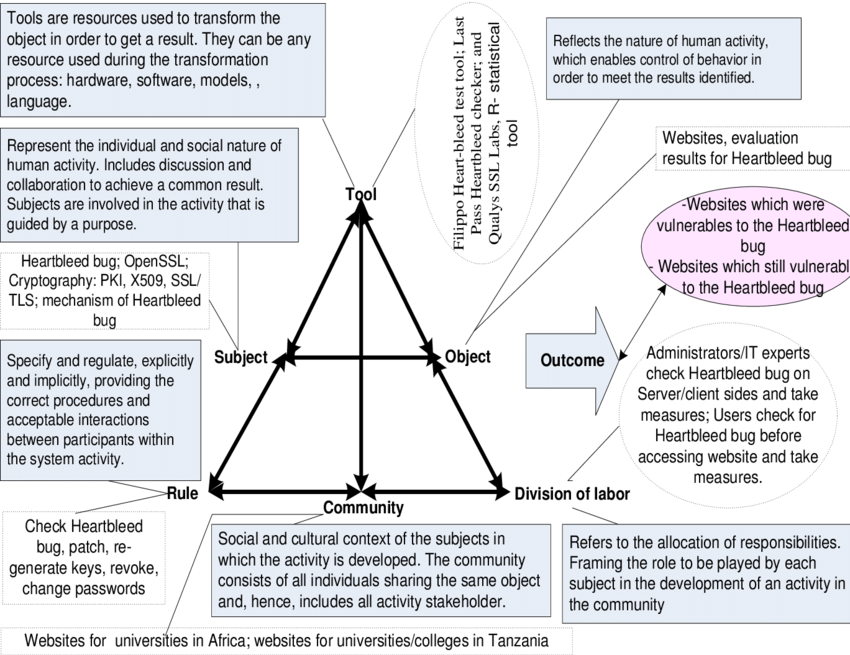 Tools are resources used to transform the
object in order to get a result. They can be any
resource used during the transformation
process: hardware, software, models, ,
language.
Filippo Heart-bleed test tool; Last
Pass Heartbleed checker; and
Qualys SSL Labs, R- statistical
tool
Reflects the nature of human activity,
which enables control of behavior in
order to meet the results identified.
Represent the individual and social nature of
human activity. Includes discussion and
collaboration to achieve a common result.
Subjects are involved in the activity that is
guided by a purpose.
Websites, evaluation
results for Heartbleed bug
Tool
-Websites which were
vulnerables to the Heartbleed
bug
- Websites which still vulnerabl
to the Heartbleed bug
Heartbleed bug; OpenSSL;
Cryptography: PKI, X509, SSL/
TLS; mechanism of Heartbleed
bug
Subject
Object
Outcome
Specify and regulate, explicitly
and implicitly, providing the
correct procedures and
acceptable interactions
between participants within
the system activity.
Administrators/IT experts
check Heartbleed bug on
Server/client sides and take
measures; Users check for
Heartbleed bug before
accessing website and take
measures.
Rule
Community
Division of labor
Check Heartbleed
bug, patch, re-
generate keys, revoke,
change passwords
Social and cultural context of the subjects in
which the activity is developed. The community
consists of all individuals sharing the same object
and, hence, includes all activity stakeholder.
Refers to the allocation of responsibilities.
Framing the role to be played by each
subject in the development of an activity in
the community
Websites for universities in Africa; websites for universities/colleges in Tanzania